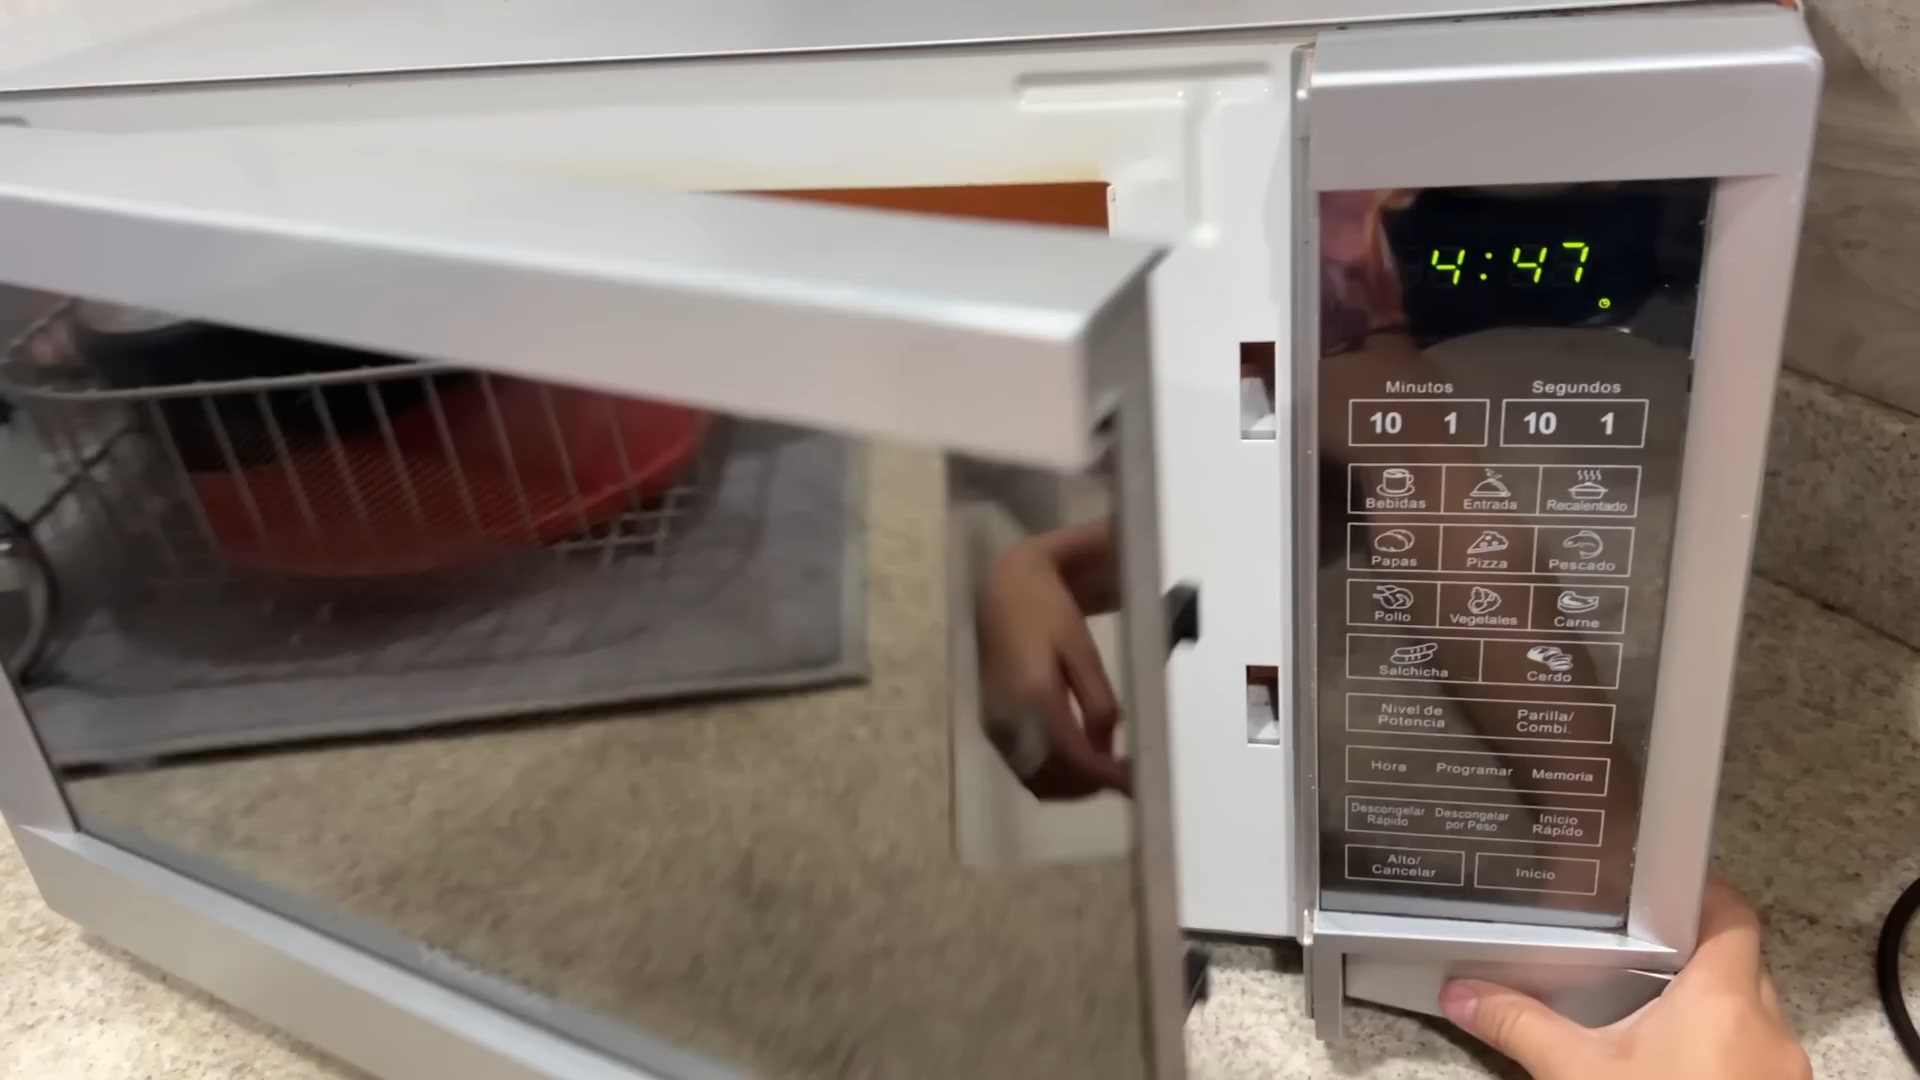 4:47
Minutos Segundos
10 1 10 1
Bebidas Entrada Recalentado
Papas Pizza Pescado
Pollo Vegetales Carne
Salchicha Cerdo
Nivel de
Potencia
Parilla/
Combi.
Hora Programar Memoria
Descongelar
Rápido
Descongelar
por Peso
Inicio
Rápido
Alto/
Cancelar
Inicio